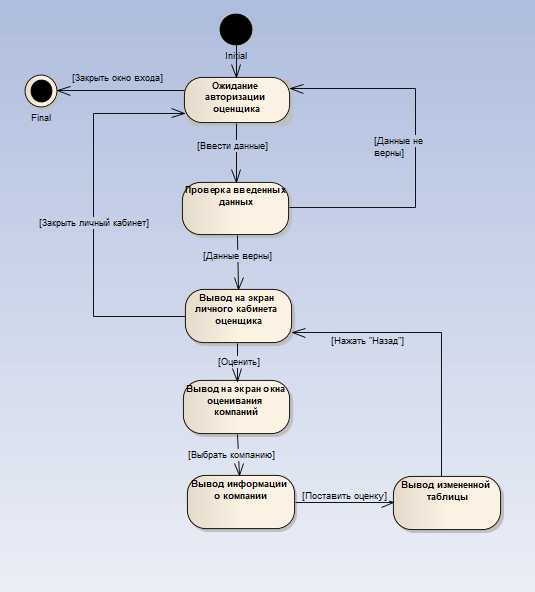 Initial
[Закрыть окно входа]
Ожидание
авторизации
оценщика
Final
[Ввести данные]
[Данные не
верны]
Проверка введенных
данных
[Закрыть личный кабинет]
[Данные верны]
Вывод на экран
личного кабинета
оценщика
[Нажать "Назад"]
[Оценить]
Вывод на экран окна
оценивания
компаний
[Выбрать компанию]
Вывод информации
о компании
[Поставить оценку]
Вывод измененной
таблицы